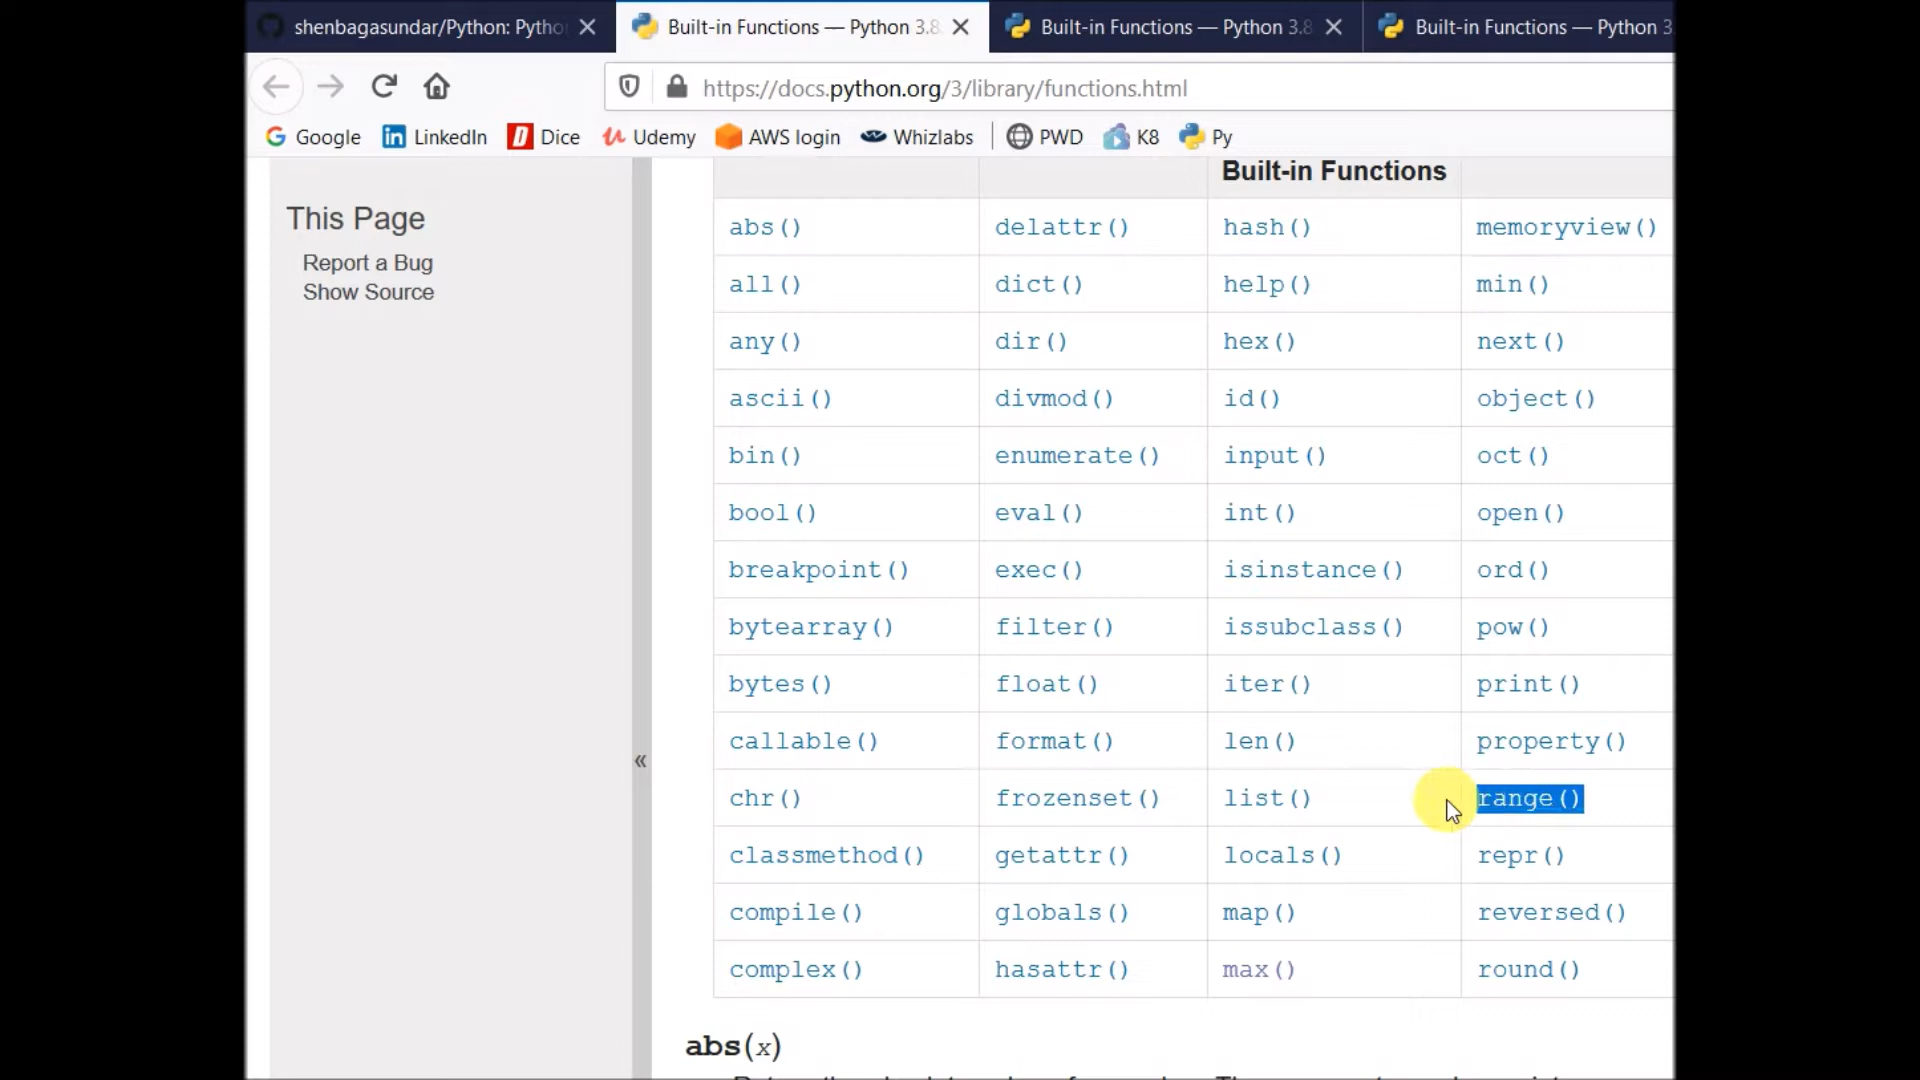 shenbagasundar/Python: Pytho
Built-in Functions — Python 3.8
Built-in Functions — Python 3.8
Built-in Functions — Python 3.
https://docs.python.org/3/library/functions.html
Google LinkedIn Dice Udemy AWS login Whizlabs PWD K8 Py
This Page
Report a Bug
Show Source
Built-in Functions
abs() delattr() hash() memoryview()
all() dict() help() min()
any() dir() hex() next()
ascii() divmod() id() object()
bin() enumerate() input() oct()
bool() eval() int() open()
breakpoint() exec() isinstance() ord()
bytearray() filter() issubclass() pow()
bytes() float() iter() print()
callable() format() len() property()
« chr() frozenset() list() range()
classmethod() getattr() locals() repr()
compile() globals() map() reversed()
complex() hasattr() max() round()
abs(x)